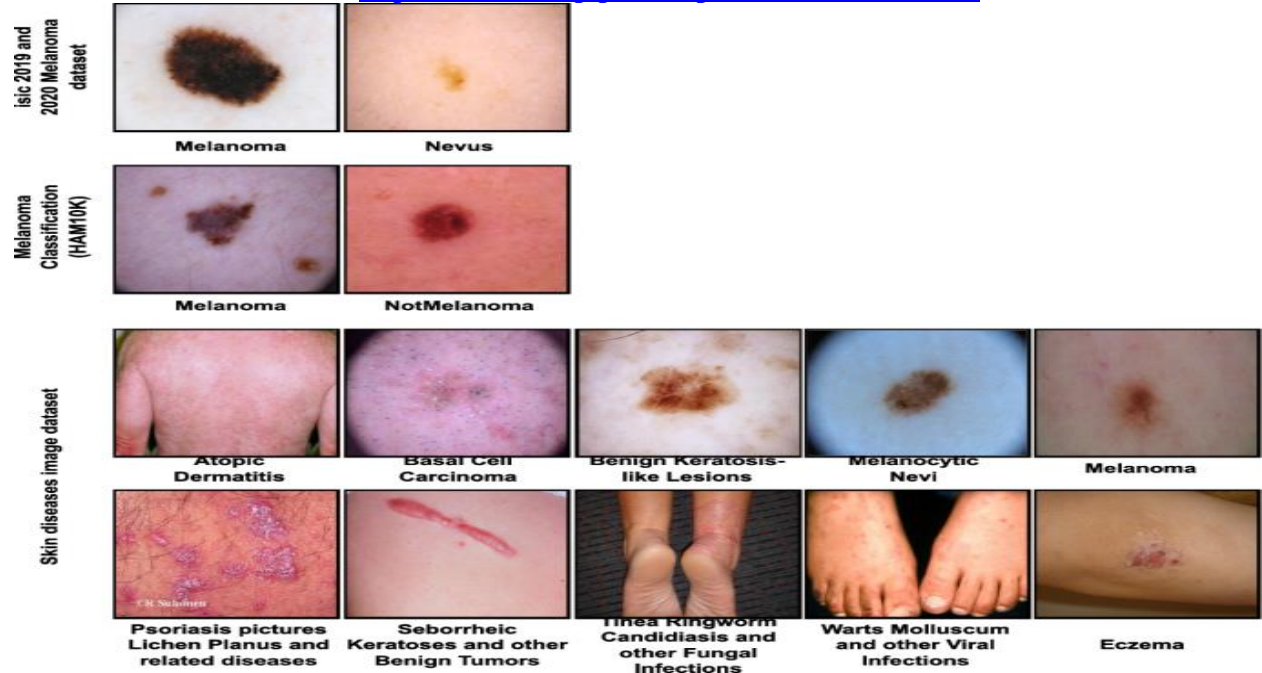 isic 2019 and
2020 Melanoma
dataset
Melanoma
Nevus
Melanoma
Classification
(HAM10K)
Melanoma
NotMelanoma
Skin diseases image dataset
Atopic
Dermatitis
Basal Cell
Carcinoma
Benign Keratosis-
like Lesions
Melanocytic
Nevi
Melanoma
Psoriasis pictures
Lichen Planus and
related diseases
Seborrheic
Keratoses and other
Benign Tumors
Tinea Ringworm
Candidiasis and
other Fungal
Infections
Warts Molluscum
and other Viral
Infections
Eczema